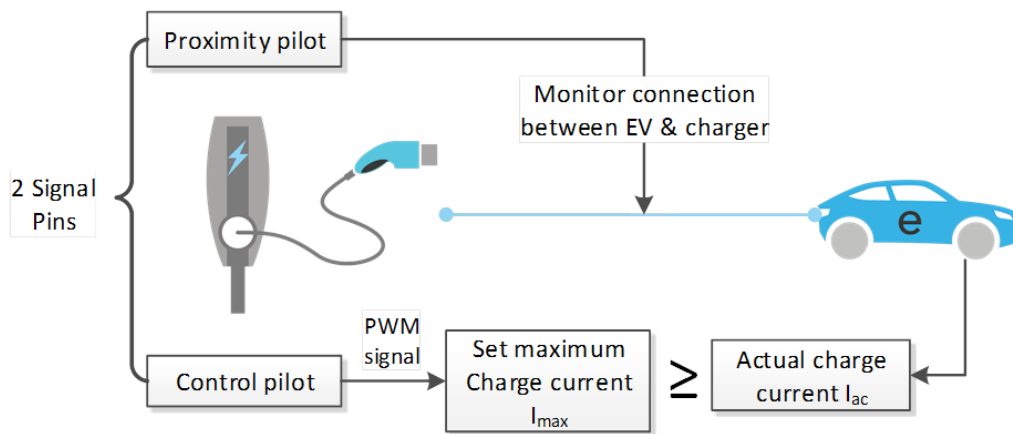 Proximity pilot
Monitor connection
between EV & charger
2 Signal
Pins
e
PWM
signal
Control pilot
Set maximum
Charge current
Imax
≥
Actual charge
current Iac